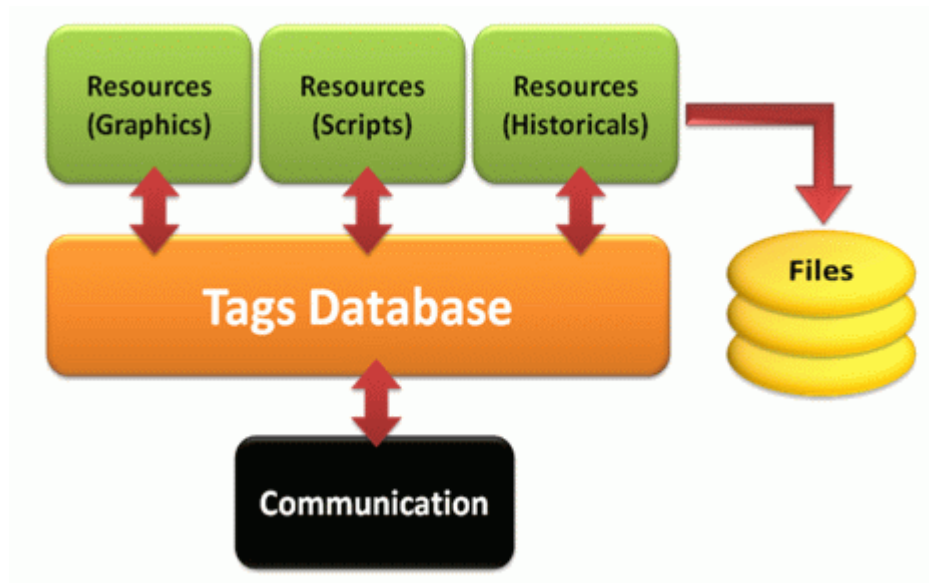 Resources
(Graphics)
Resources
(Scripts)
Resources
(Historicals)
Files
Tags Database
Communication